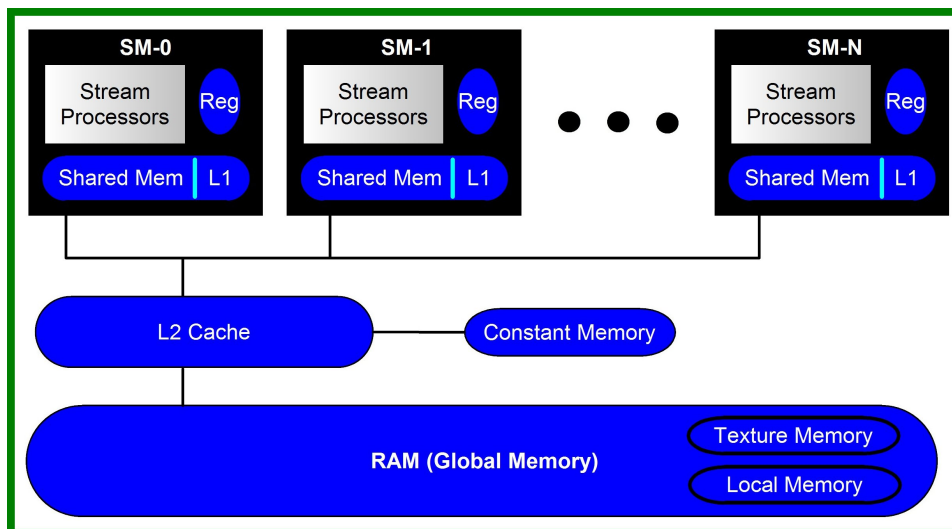 SM-0
Stream
Processors
Reg
Shared Mem
L1
SM-1
Stream
Processors
Reg
Shared Mem
L1
SM-N
Stream
Processors
Reg
Shared Mem
L1
L2 Cache
Constant Memory
RAM (Global Memory)
Texture Memory
Local Memory